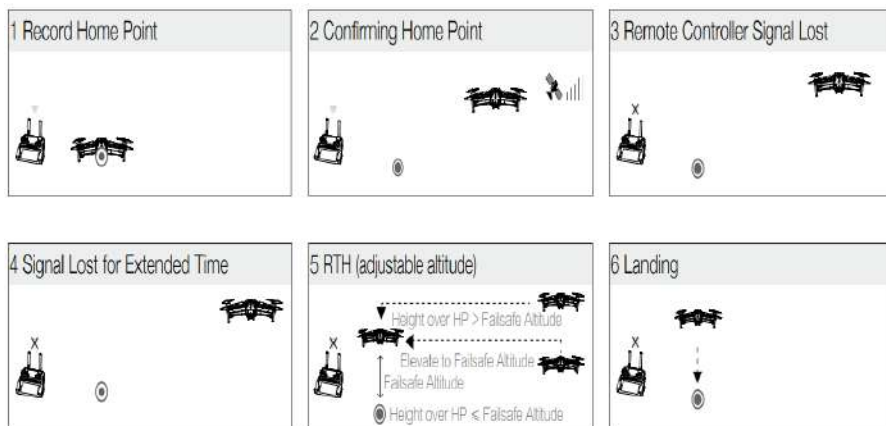 1 Record Home Point
2 Confirming Home Point
3 Remote Controller Signal Lost
4 Signal Lost for Extended Time
5 RTH (adjustable altitude)
Height over HP > Failsafe Altitude
Elevate to Failsafe Altitude
Failsafe Altitude
Height over HP ≤ Failsafe Altitude
6 Landing